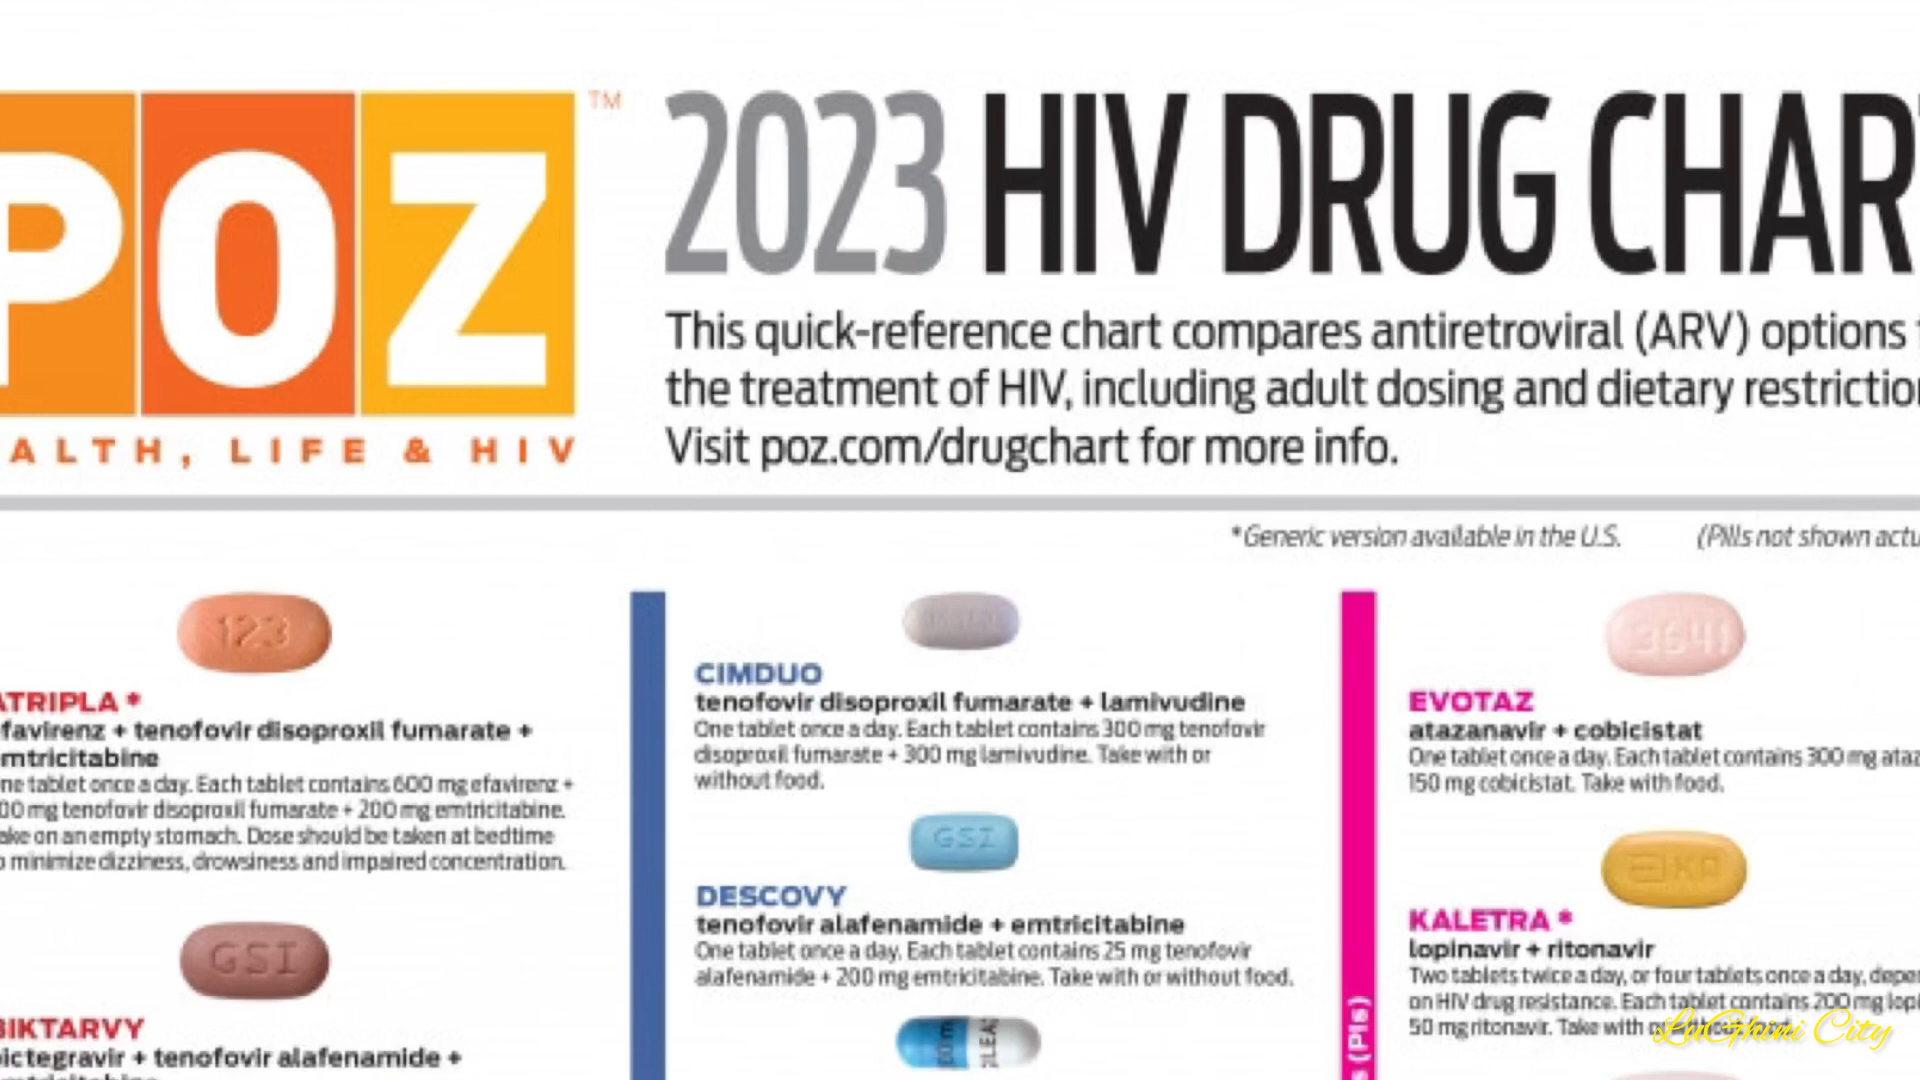 POZ™
ALTH, LIFE & HIV
2023 HIV DRUG CHART
This quick-reference chart compares antiretroviral (ARV) options
the treatment of HIV, including adult dosing and dietary restriction
Visit poz.com/drugchart for more info.
*Generic version available in the U.S. (Pills not shown actu
123
ATRIPLA *
favirenz + tenofovir disoproxil fumarate +
mtricitabine
ne tablet once a day. Each tablet contains 600 mg efavirenz +
00 mg tenofovir disoproxil fumarate + 200 mg emtricitabine.
ake on an empty stomach. Dose should be taken at bedtime
o minimize dizziness, drowsiness and impaired concentration.
GSI
BIKTARVY
ictegravir + tenofovir alafenamide +
CIMDUO
tenofovir disoproxil fumarate + lamivudine
One tablet once a day. Each tablet contains 300 mg tenofovir
disoproxil fumarate + 300 mg lamivudine. Take with or
without food.
GSI
DESCOVY
tenofovir alafenamide + emtricitabine
One tablet once a day. Each tablet contains 25 mg tenofovir
alafenamide + 200 mg emtricitabine. Take with or without food.
s (PIs)
3641
EVOTAZ
atazanavir + cobicistat
One tablet once a day. Each tablet contains 300 mg ataz
150 mg cobicistat. Take with food.
KA
KALETRA *
lopinavir + ritonavir
Two tablets twice a day, or four tablets once a day, depe
on HIV drug resistance. Each tablet contains 200 mg lopi
50 mg ritonavir. Take with
LuGhini City